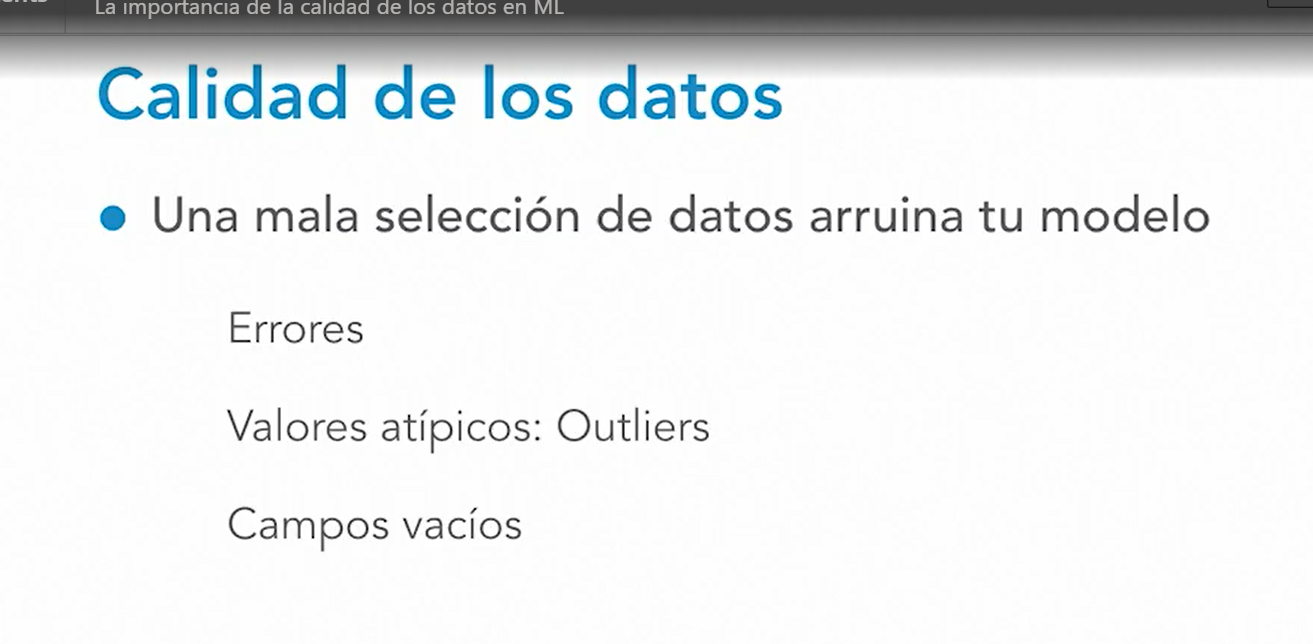 La importancia de la calidad de los datos en ML
Calidad de los datos
Una mala selección de datos arruina tu modelo
Errores
Valores atípicos: Outliers
Campos vacíos